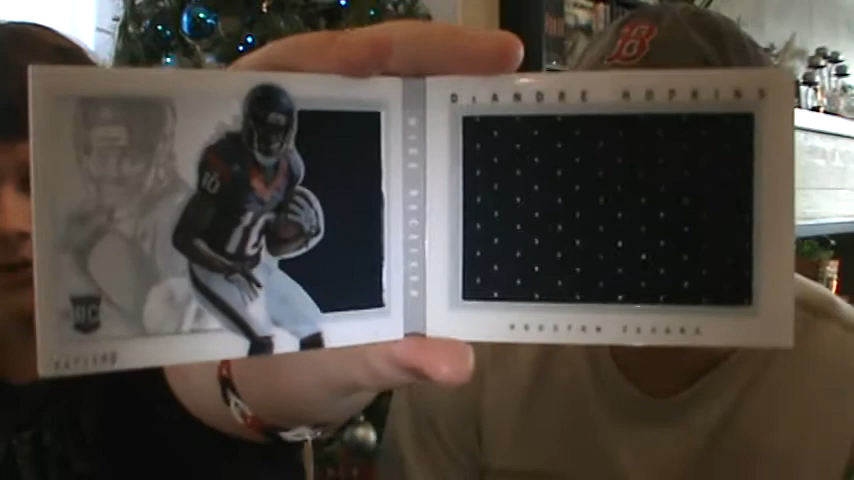 DeANDRE HOPKINS
WIDE RECEIVER
10
10
RC
HOUSTON TEXANS
B